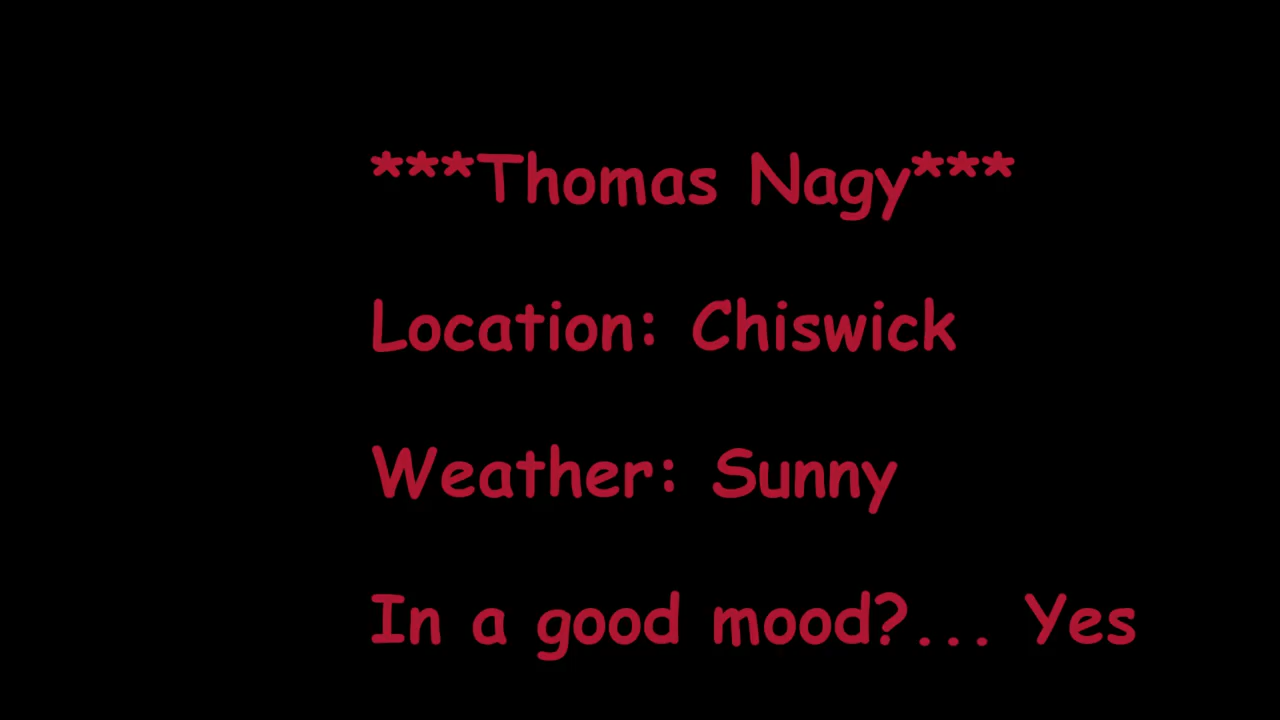 ***Thomas Nagy***
Location: Chiswick
Weather: Sunny
In a good mood?... Yes